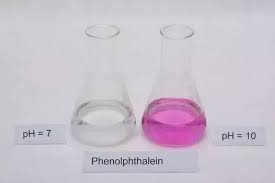 pH = 7
pH = 10
Phenolphthalein